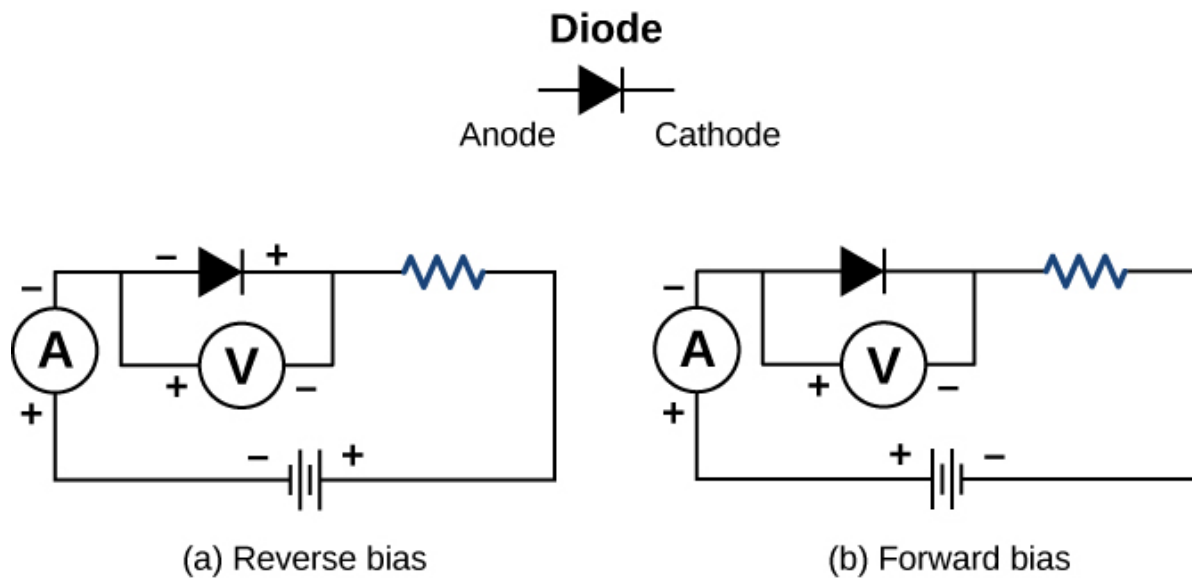 Diode
Anode Cathode
− +
−
A
V
+ −
+
− +
(a) Reverse bias
−
A
V
+ −
+
+ −
(b) Forward bias